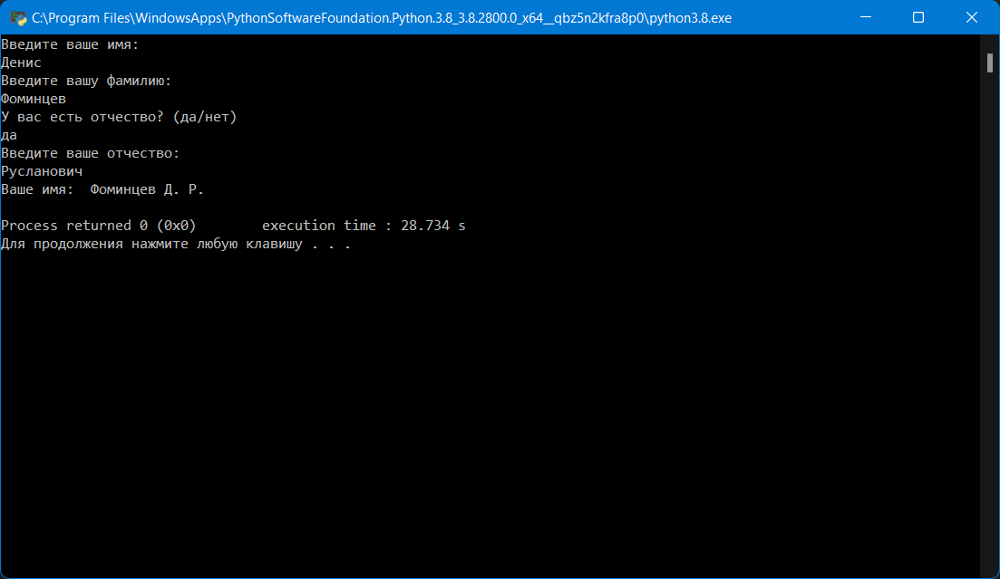 C:\Program Files\WindowsApps\PythonSoftwareFoundation.Python.3.8_3.8.2800.0_x64__qbz5n2kfra8p0\python3.8.exe
Введите ваше имя:
Денис
Введите вашу фамилию:
Фоминцев
У вас есть отчество? (да/нет)
да
Введите ваше отчество:
Русланович
Ваше имя:  Фоминцев Д. Р.
Process returned 0 (0x0)        execution time : 28.734 s
Для продолжения нажмите любую клавишу . . .